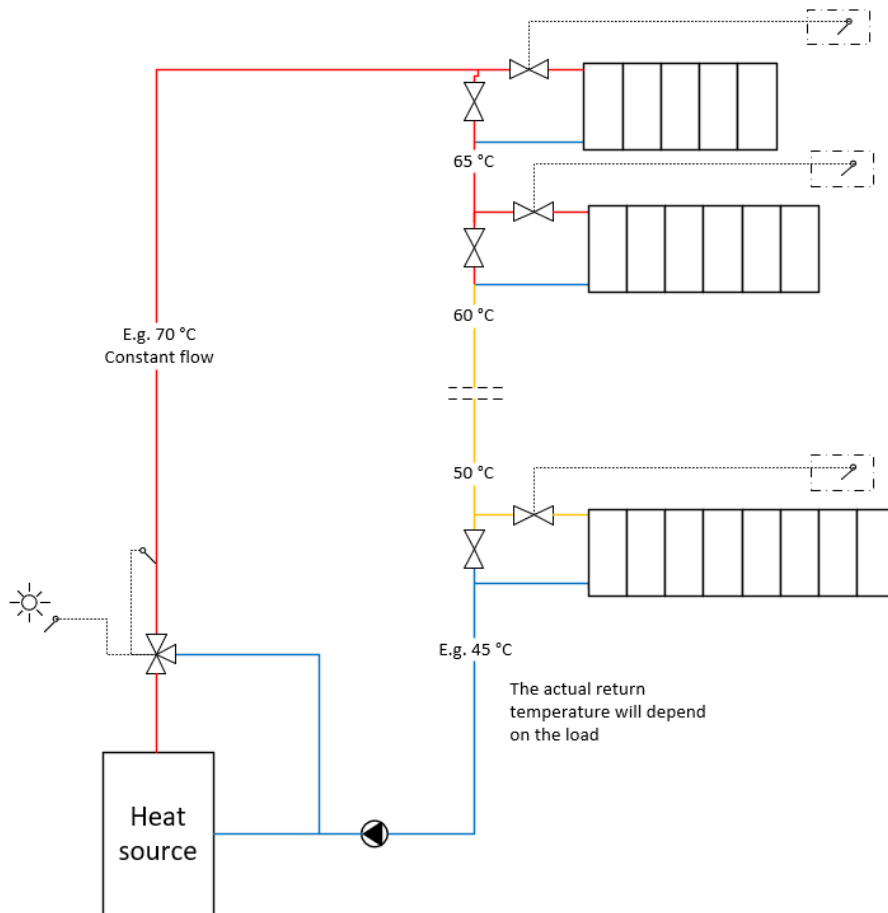 65 °C
E.g. 70 °C
Constant flow
60 °C
50 °C
E.g. 45 °C
The actual return
temperature will depend
on the load
Heat
source